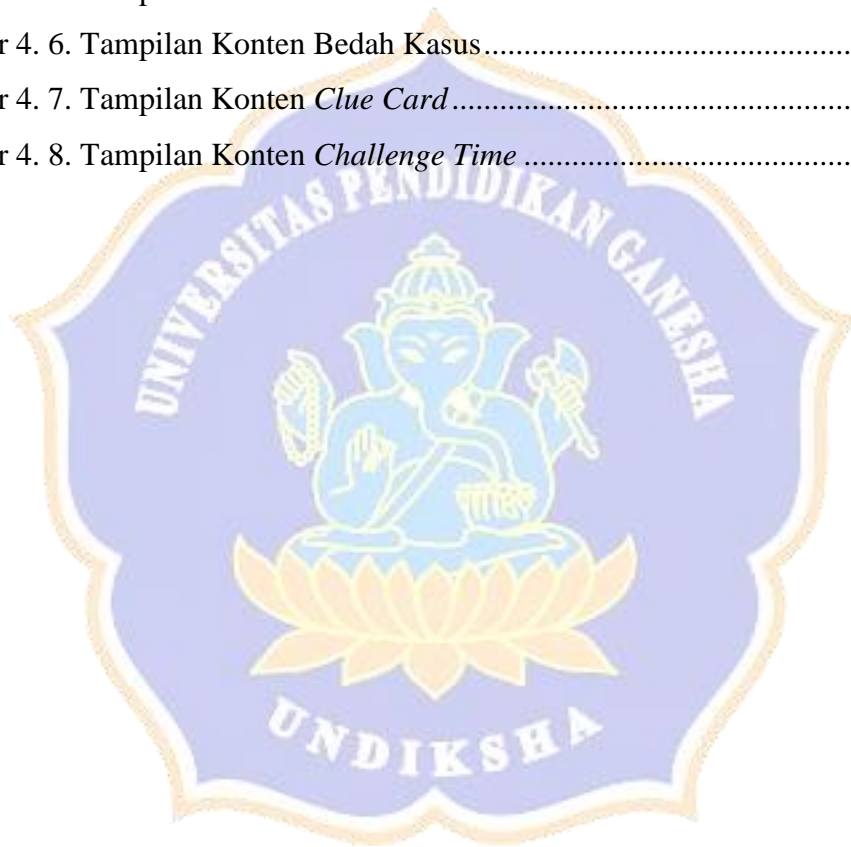 r 4. 6. Tampilan Konten Bedah Kasus................................................
r 4. 7. Tampilan Konten Clue Card....................................................
r 4. 8. Tampilan Konten Challenge Time ..........................................
UNIVERSITAS PENDIDIKAN GANESHA
UNDIKSHA